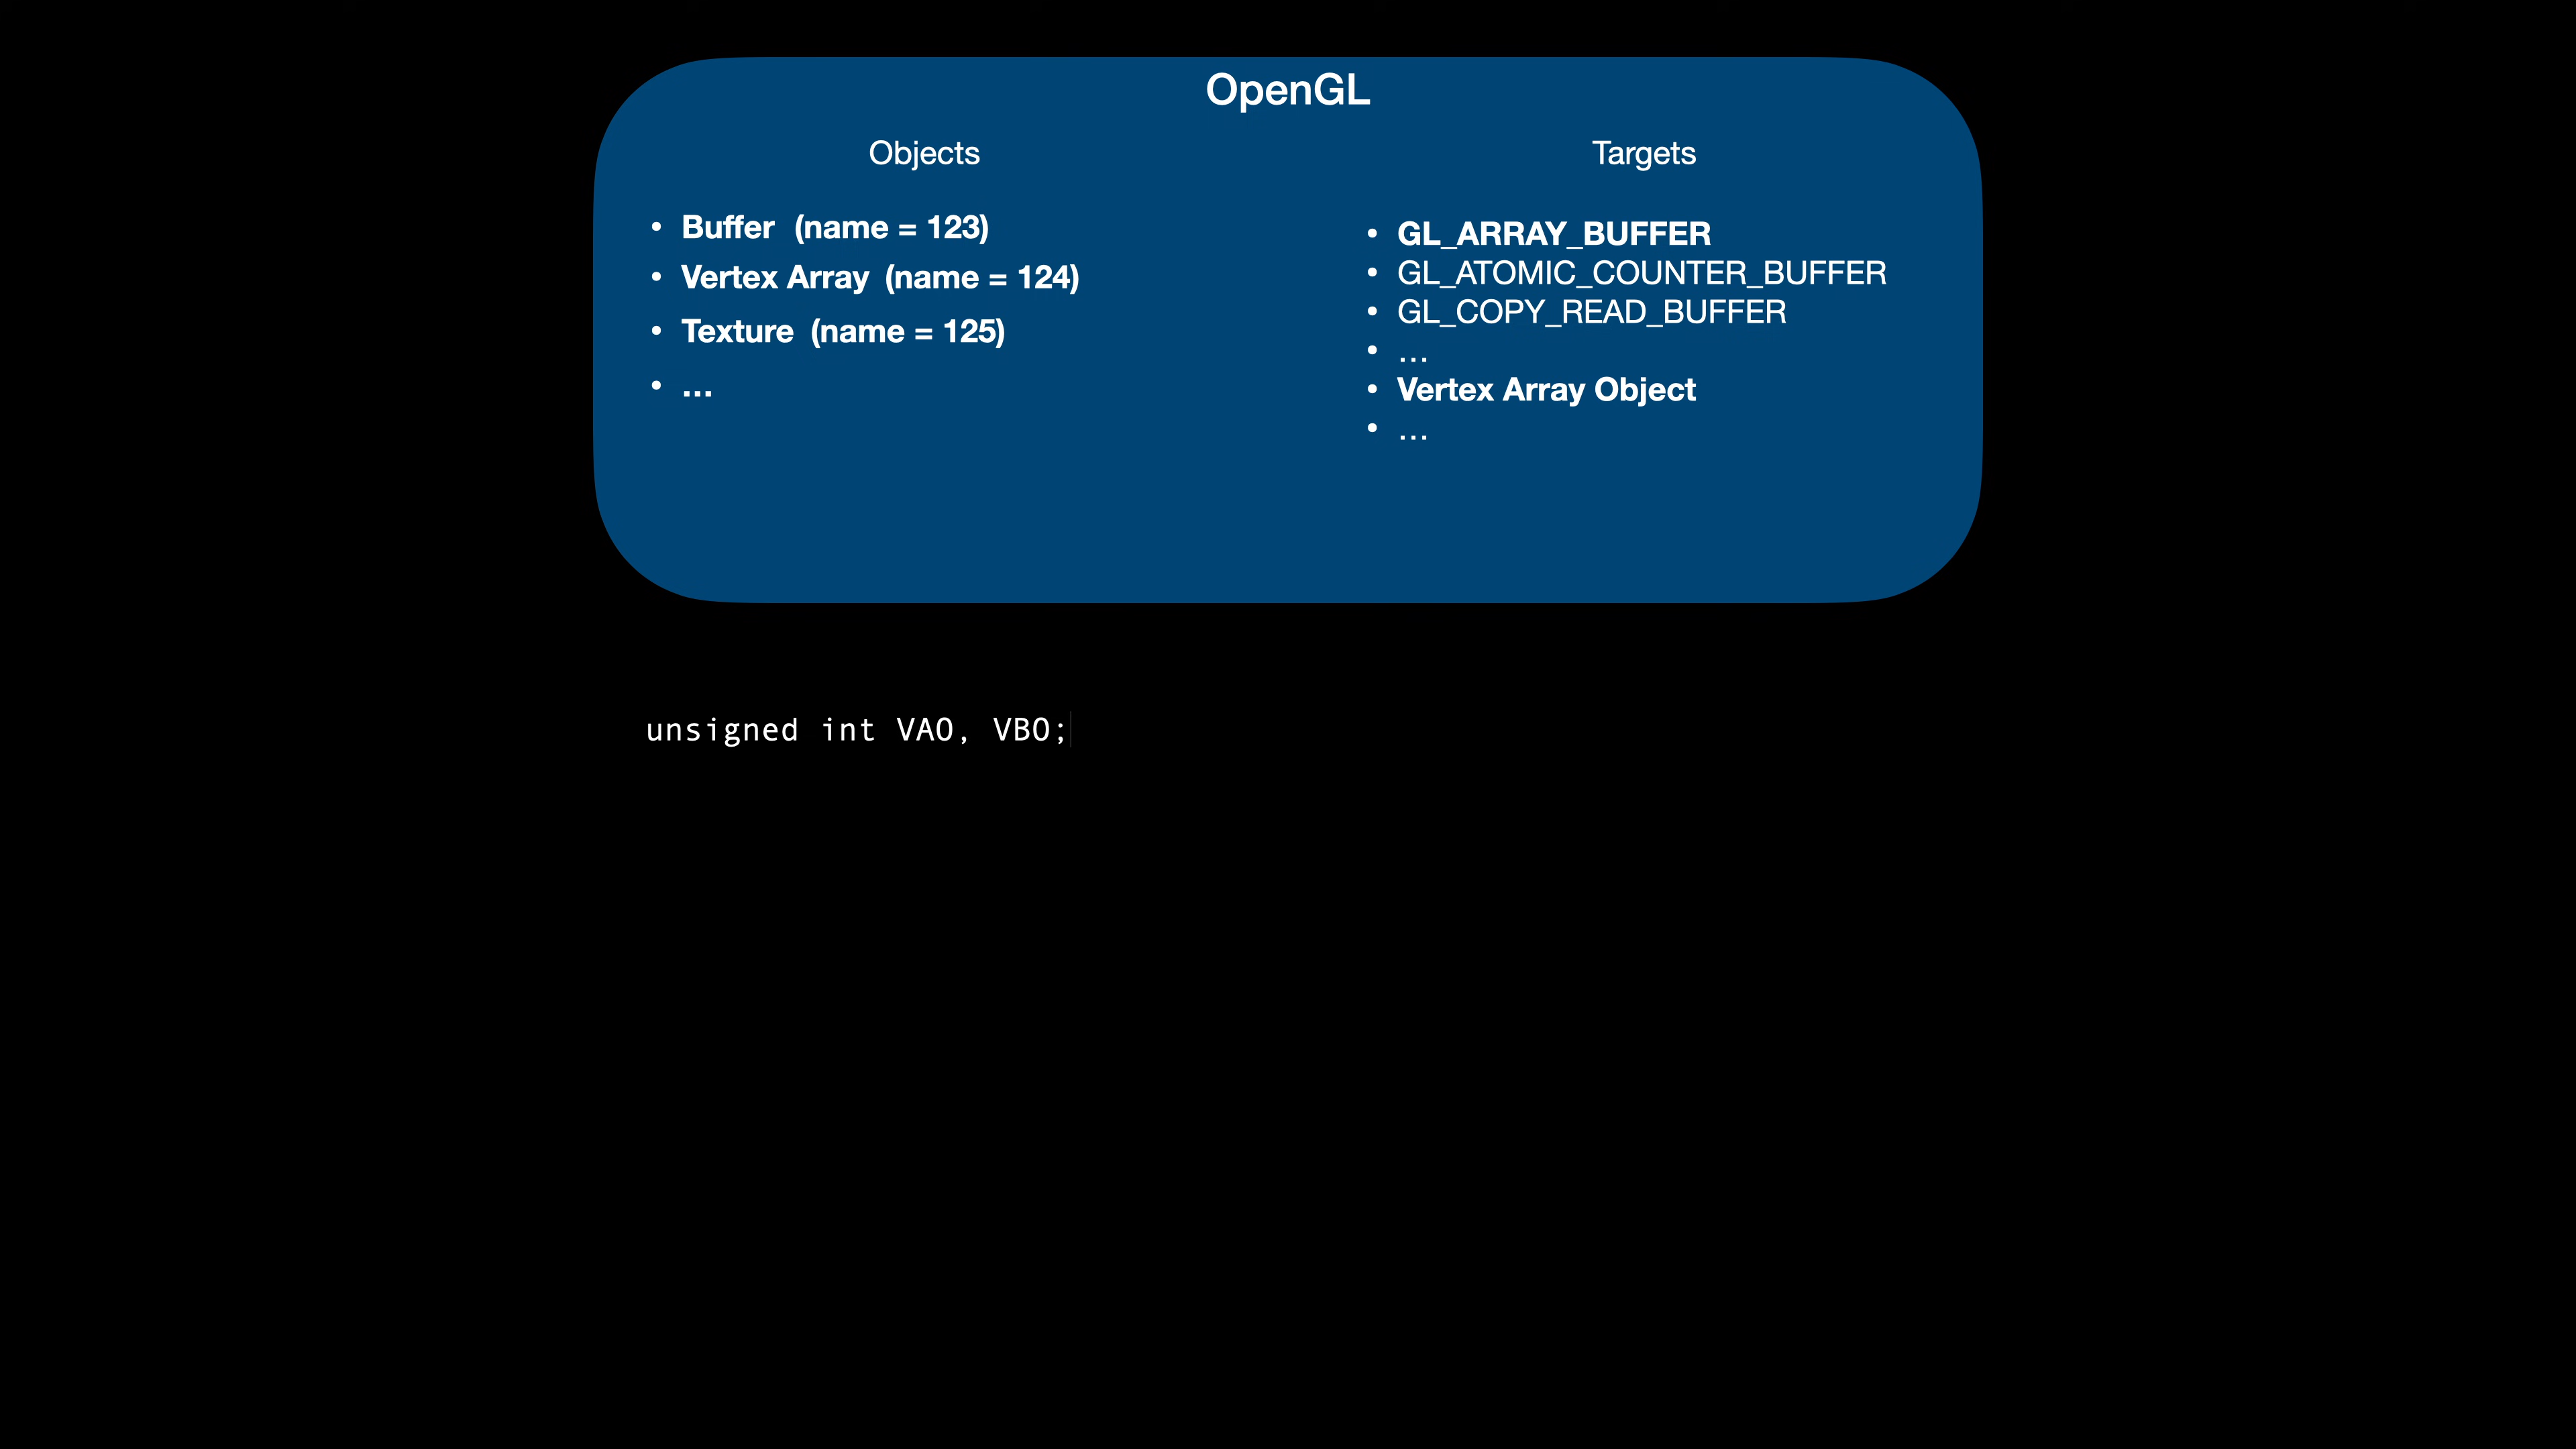 OpenGL
Objects
• Buffer (name = 123)
• Vertex Array (name = 124)
• Texture (name = 125)
• ...
Targets
• GL_ARRAY_BUFFER
• GL_ATOMIC_COUNTER_BUFFER
• GL_COPY_READ_BUFFER
• ...
• Vertex Array Object
• ...
unsigned int VAO, VBO;